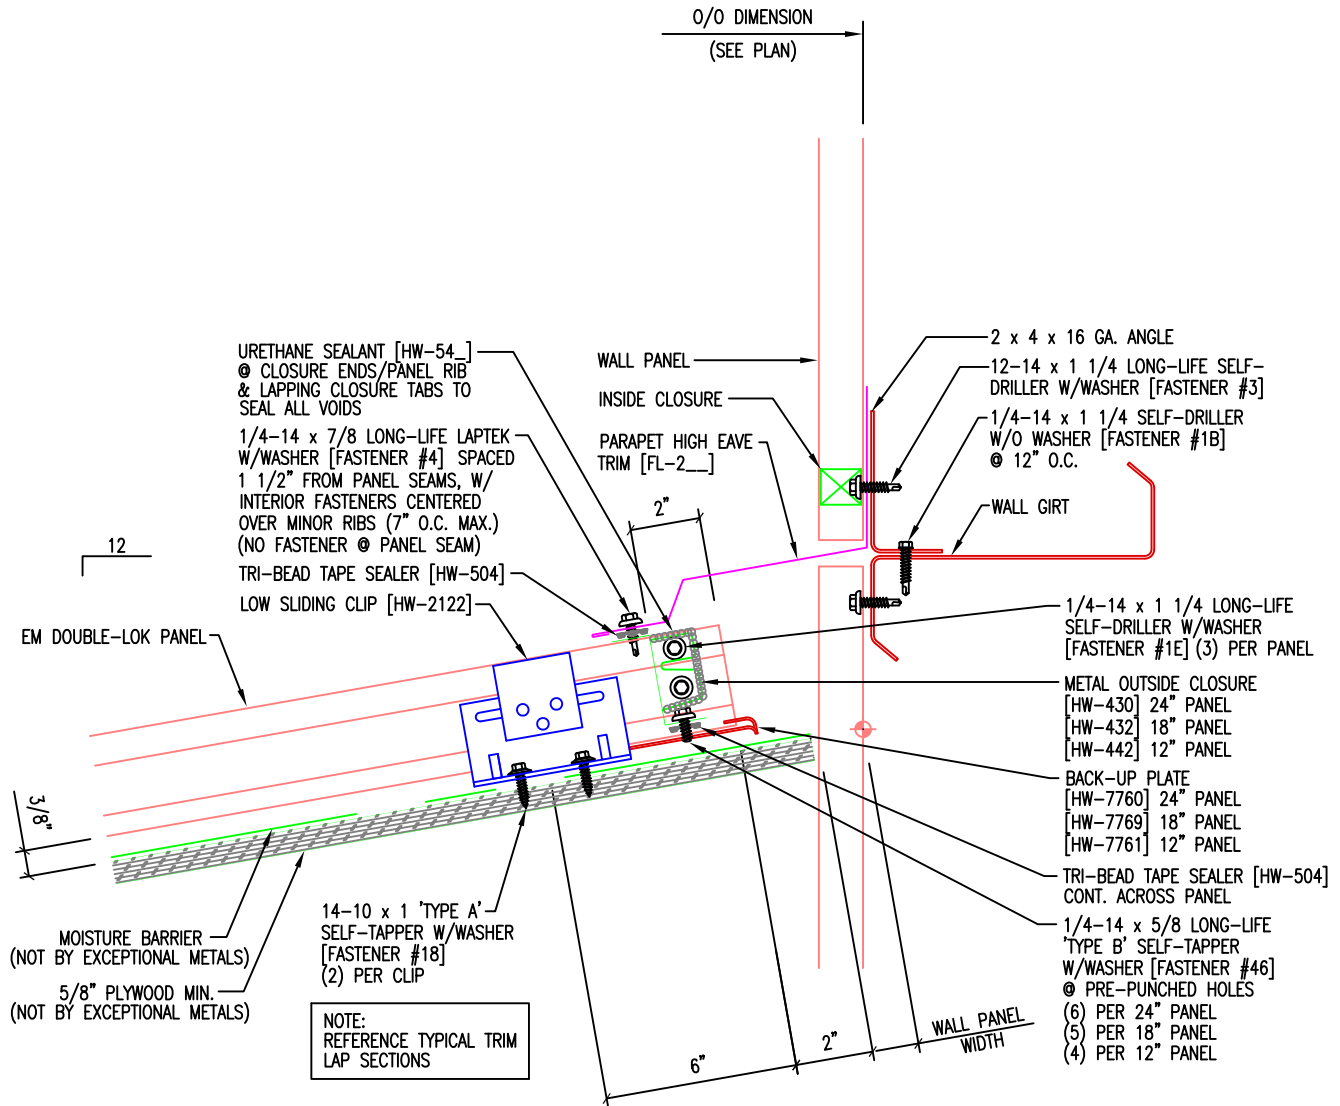 O/O DIMENSION
(SEE PLAN)
URETHANE SEALANT [HW-54_]
@ CLOSURE ENDS/PANEL RIB
& LAPPING CLOSURE TABS TO
SEAL ALL VOIDS
1/4-14 x 7/8 LONG-LIFE LAPTEK
W/WASHER [FASTENER #4] SPACED
1 1/2" FROM PANEL SEAMS, W/
INTERIOR FASTENERS CENTERED
OVER MINOR RIBS (7" O.C. MAX.)
(NO FASTENER @ PANEL SEAM)
TRI-BEAD TAPE SEALER [HW-504]
LOW SLIDING CLIP [HW-2122]
EM DOUBLE-LOK PANEL
12
3/8"
WALL PANEL
INSIDE CLOSURE
PARAPET HIGH EAVE
TRIM [FL-2__]
2"
2 x 4 x 16 GA. ANGLE
12-14 x 1 1/4 LONG-LIFE SELF-
DRILLER W/WASHER [FASTENER #3]
1/4-14 x 1 1/4 SELF-DRILLER
W/O WASHER [FASTENER #1B]
@ 12" O.C.
WALL GIRT
1/4-14 x 1 1/4 LONG-LIFE
SELF-DRILLER W/WASHER
[FASTENER #1E] (3) PER PANEL
METAL OUTSIDE CLOSURE
[HW-430] 24" PANEL
[HW-432] 18" PANEL
[HW-442] 12" PANEL
BACK-UP PLATE
[HW-7760] 24" PANEL
[HW-7769] 18" PANEL
[HW-7761] 12" PANEL
TRI-BEAD TAPE SEALER [HW-504]
CONT. ACROSS PANEL
1/4-14 x 5/8 LONG-LIFE
'TYPE B' SELF-TAPPER
W/WASHER [FASTENER #46]
@ PRE-PUNCHED HOLES
(6) PER 24" PANEL
(5) PER 18" PANEL
(4) PER 12" PANEL
MOISTURE BARRIER
(NOT BY EXCEPTIONAL METALS)
5/8" PLYWOOD MIN.
(NOT BY EXCEPTIONAL METALS)
14-10 x 1 'TYPE A'
SELF-TAPPER W/WASHER
[FASTENER #18]
(2) PER CLIP
NOTE:
REFERENCE TYPICAL TRIM
LAP SECTIONS
6"
2"
WALL PANEL
WIDTH